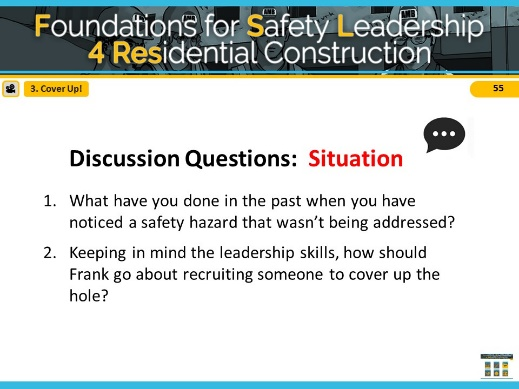 Foundations for Safety Leadership
4 Residential Construction
3. Cover Up!
55
Discussion Questions: Situation
1. What have you done in the past when you have
noticed a safety hazard that wasn't being addressed?
2. Keeping in mind the leadership skills, how should
Frank go about recruiting someone to cover up the
hole?